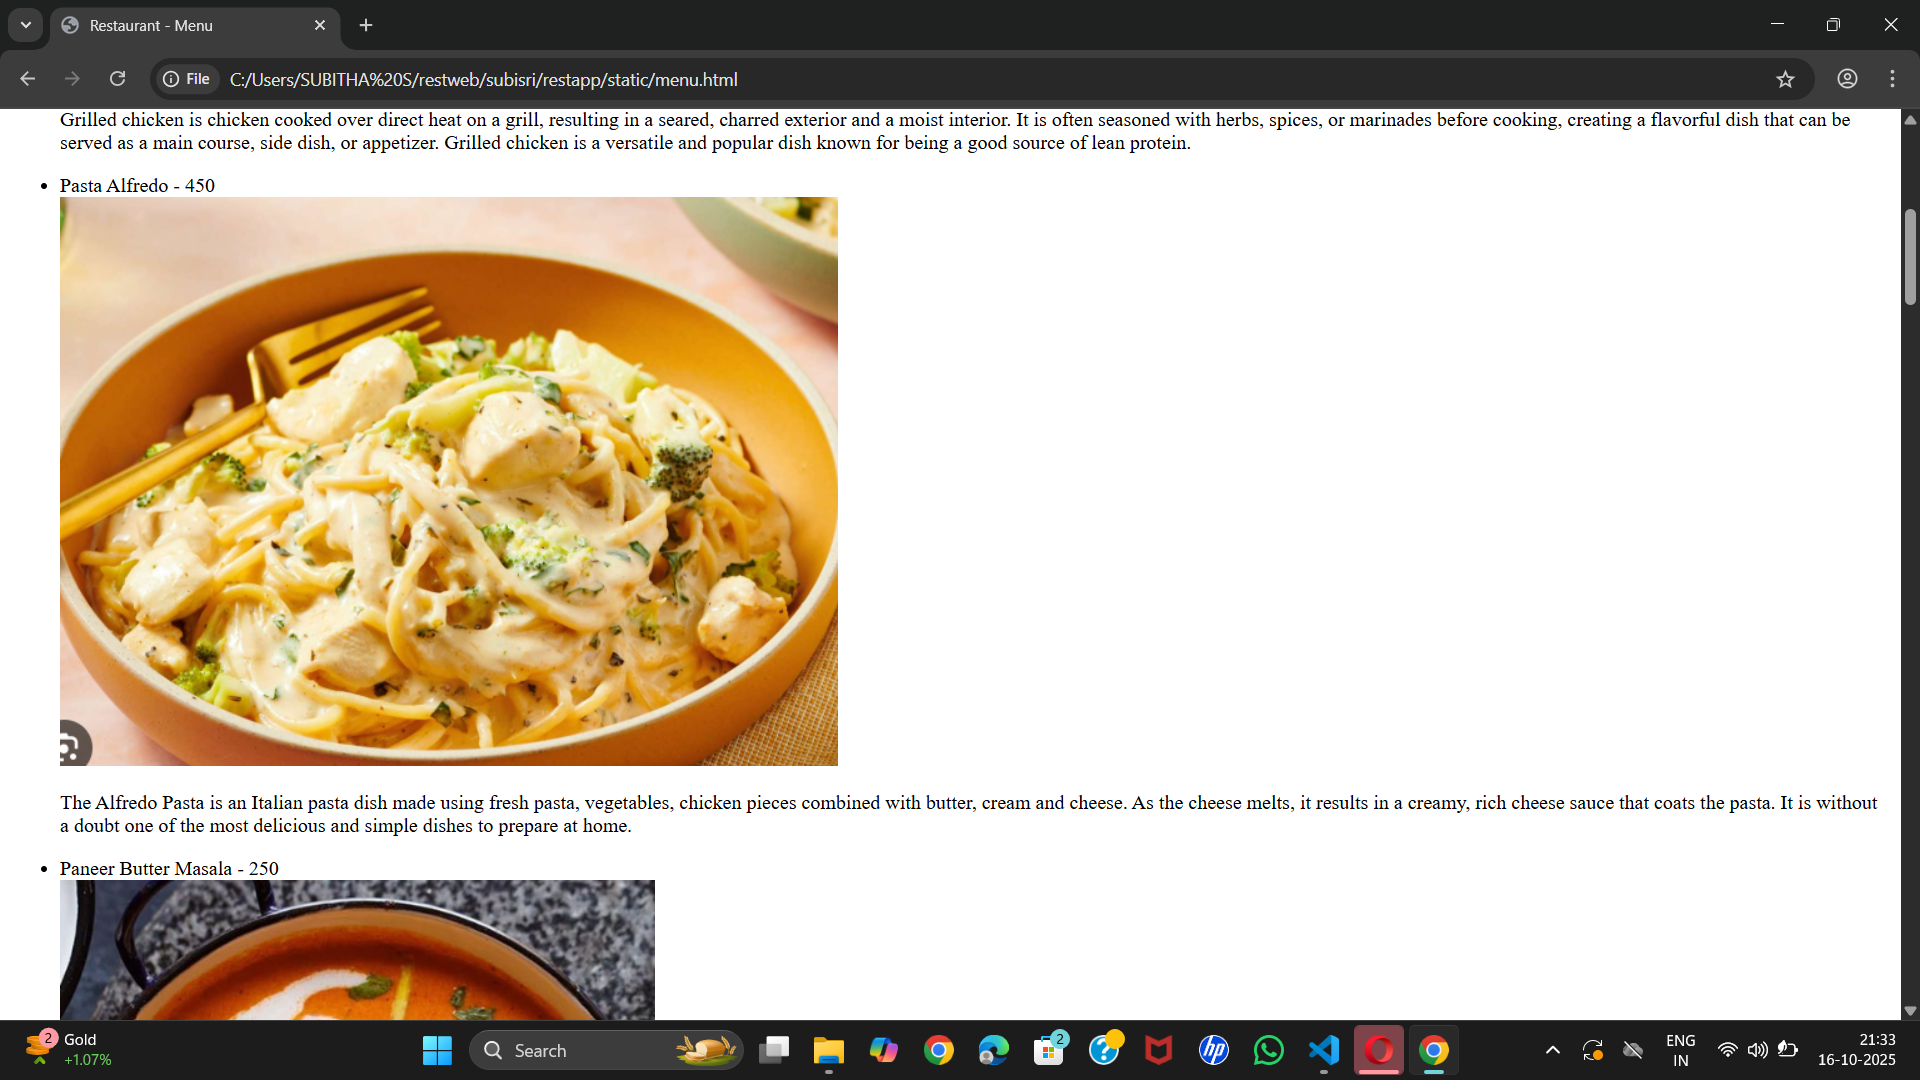 Restaurant - Menu
File
C:/Users/SUBITHA%20S/restweb/subisri/restapp/static/menu.html
Grilled chicken is chicken cooked over direct heat on a grill, resulting in a seared, charred exterior and a moist interior. It is often seasoned with herbs, spices, or marinades before cooking, creating a flavorful dish that can be
served as a main course, side dish, or appetizer. Grilled chicken is a versatile and popular dish known for being a good source of lean protein.
Pasta Alfredo - 450
The Alfredo Pasta is an Italian pasta dish made using fresh pasta, vegetables, chicken pieces combined with butter, cream and cheese. As the cheese melts, it results in a creamy, rich cheese sauce that coats the pasta. It is without
a doubt one of the most delicious and simple dishes to prepare at home.
Paneer Butter Masala - 250
2
Gold
+1.07%
Search
2
?
hp
ENG
IN
21:33
16-10-2025